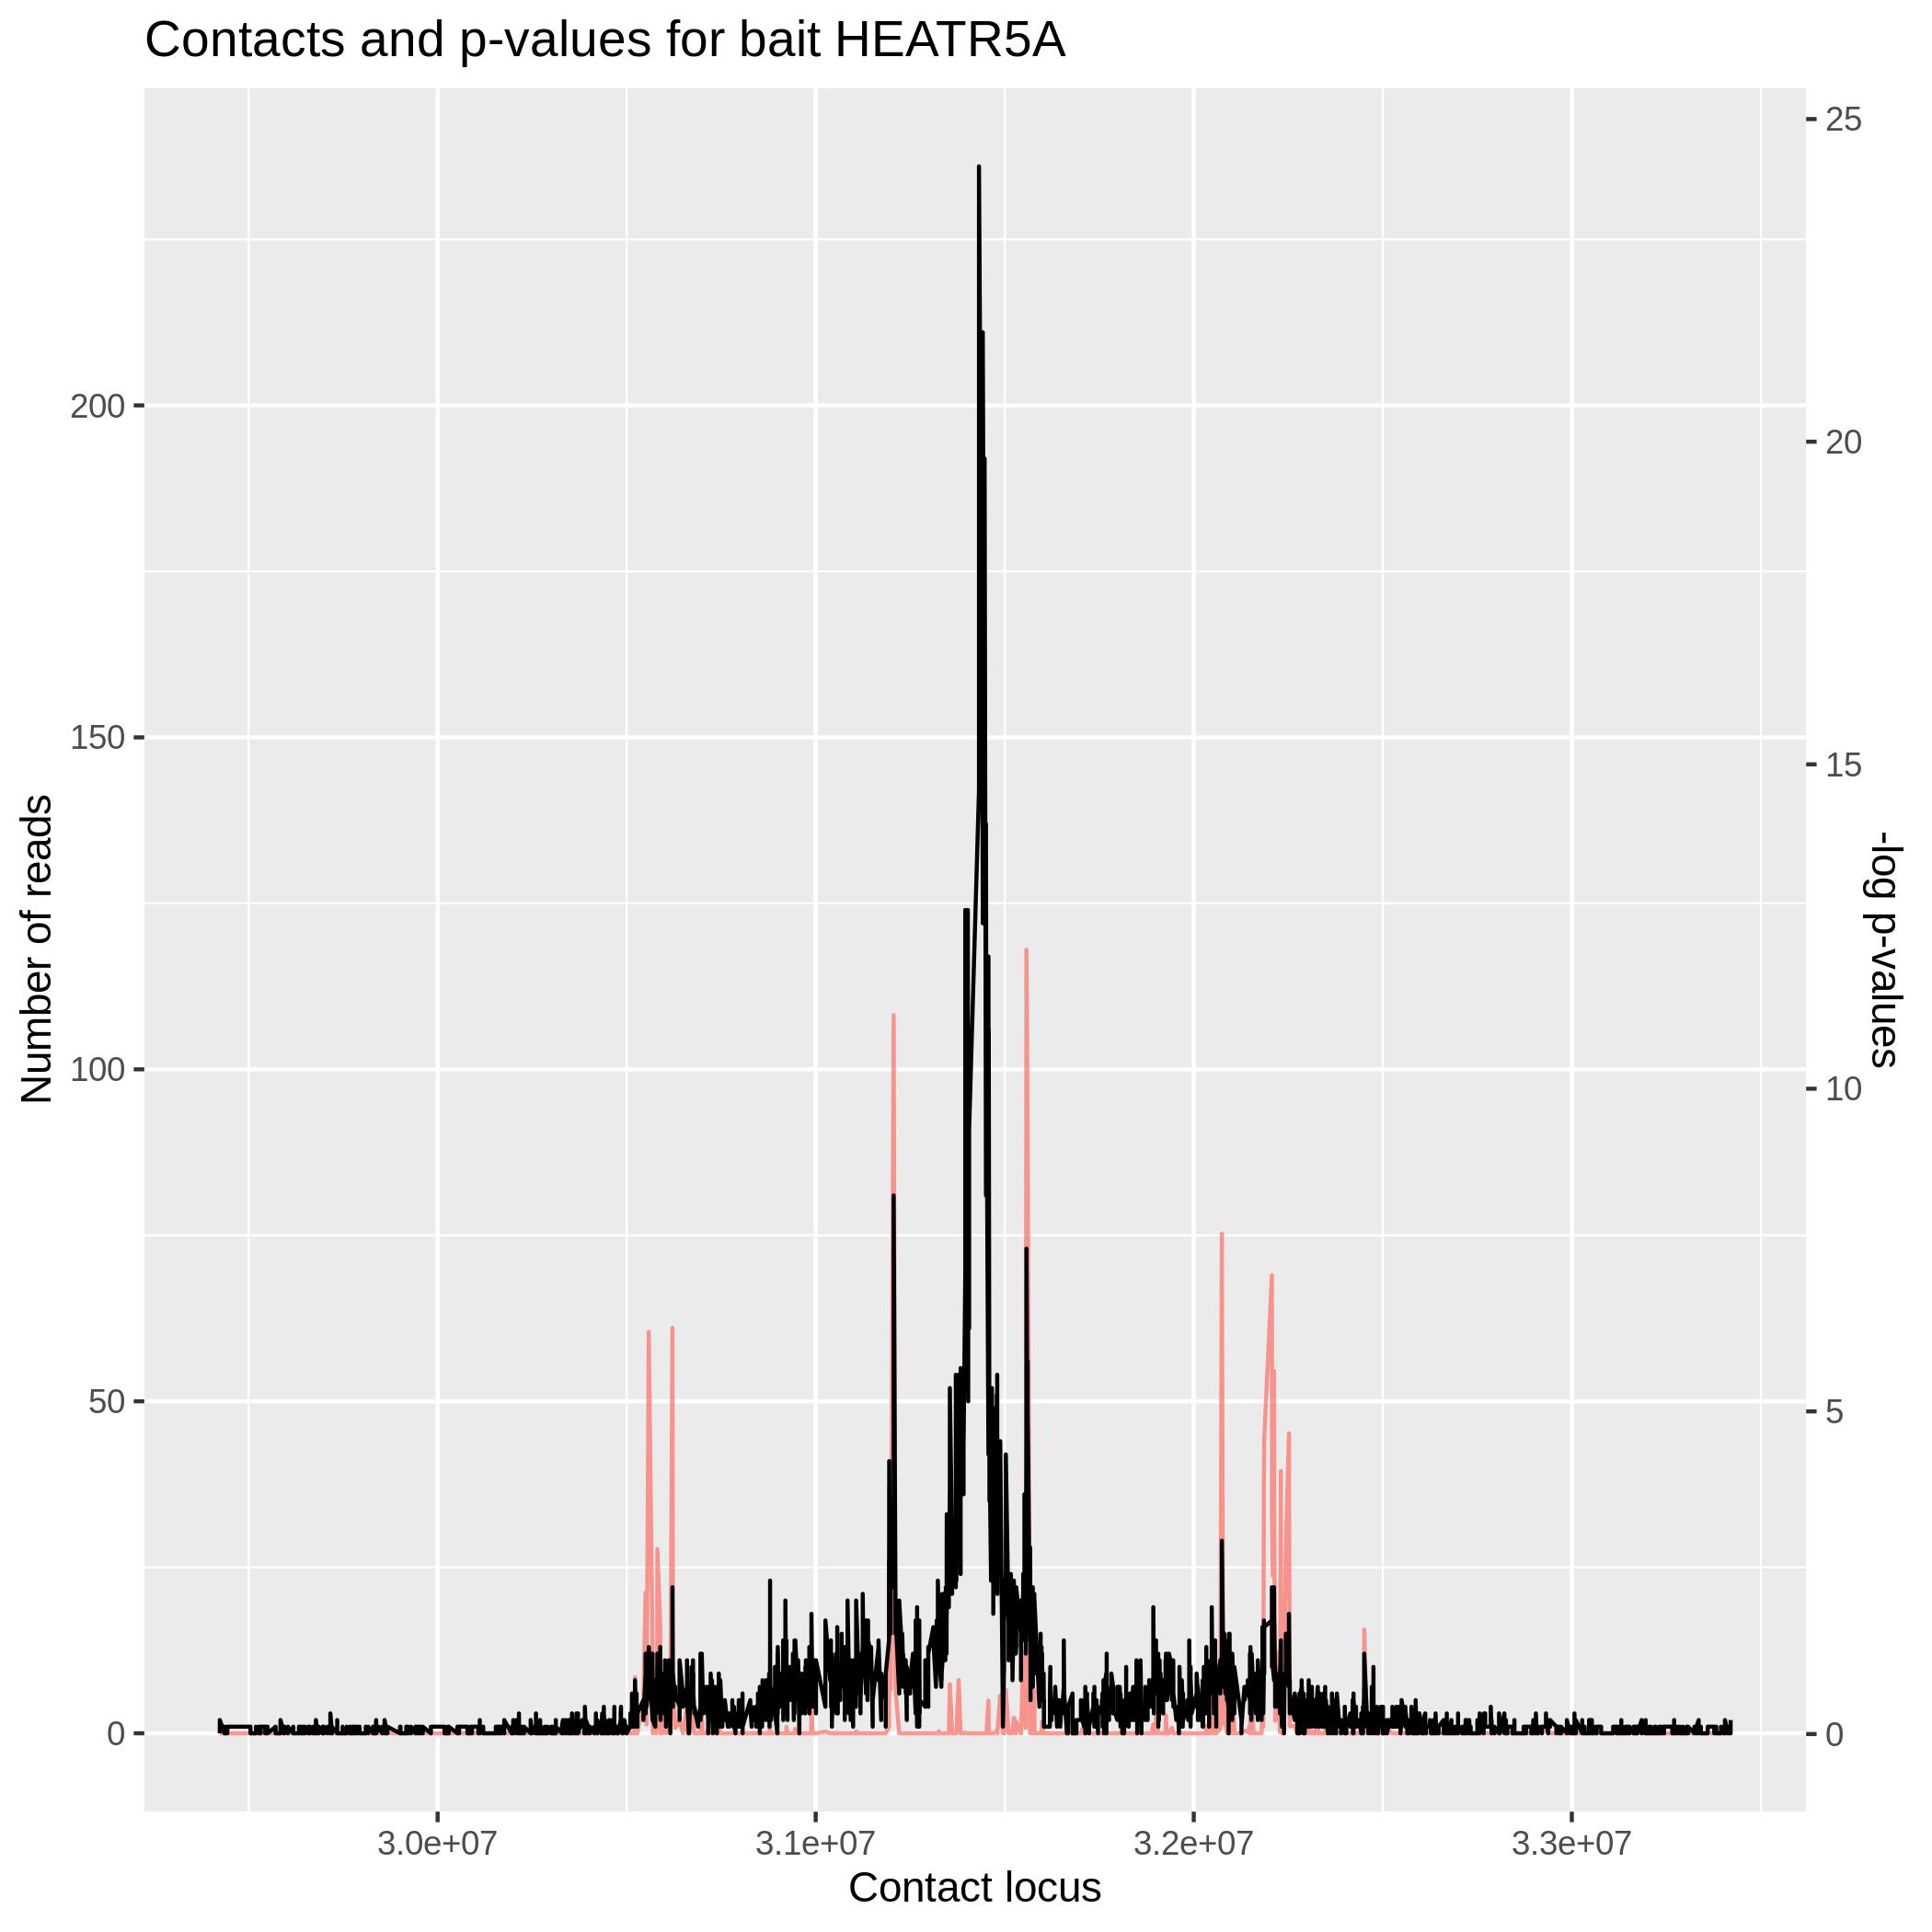 Contacts and p-values for bait HEATR5A
Number of reads
200
150
100
50
0
25
20
15
10
5
0
-log p-values
3.0e+07
3.1e+07
3.2e+07
3.3e+07
Contact locus